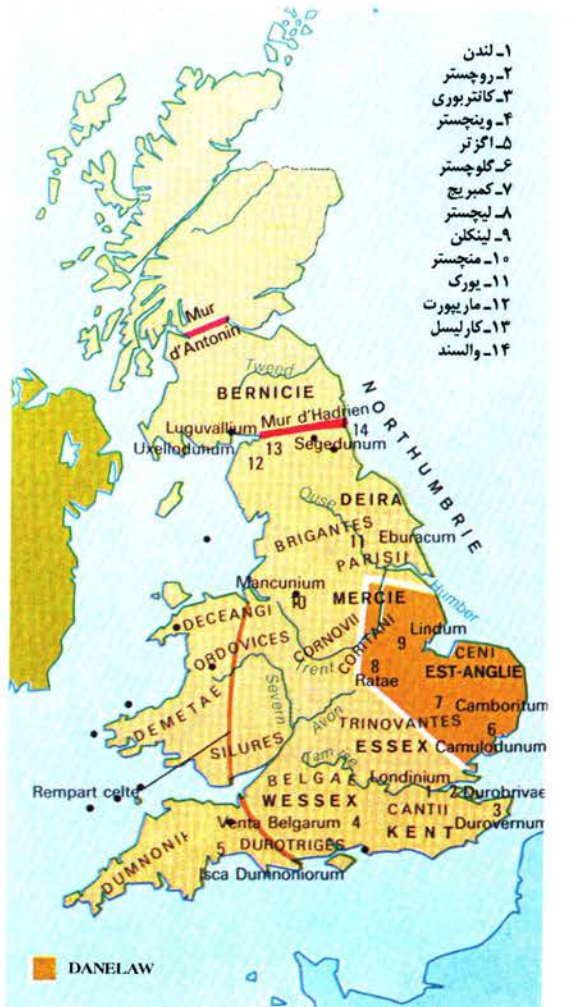 ۱ـ لندن
۲ـ روچستر
۳ـ کانتربوری
۴ـ وینچستر
۵ـ اگزتر
۶ـ گلوچستر
۷ـ کمبریج
۸ـ لیچستر
۹ـ لینکلن
۱۰ـ منچستر
۱۱ـ یورک
۱۲ـ ماریپورت
۱۳ـ کارلیسل
۱۴ـ والسند
Mur
d'Antonin
Tweed
BERNICIE
NORTHUMBRIE
Luguvallium
Mur d'Hadrien
14
Uxellodunum
13
Segedunum
12
DEIRA
Ouse
BRIGANTES
11
Eburacum
PARISII
Mancunium
10
MERCIE
Humber
DECEANGI
CORNOVII
CORITANI
9
Lindum
ORDOVICES
CENI
Trent
8
EST-ANGLIE
Ratae
DEMETAE
Severn
7
Camboritum
Avon
TRINOVANTES
6
SILURES
ESSEX
Camulodunum
BELGAE
Londinium
Rempart celte
1
2
Durobrivae
WESSEX
CANTII
3
Venta Belgarum
4
KENT
Durovernum
DUMNONII
5
DUROTRIGES
Isca Dumnoniorum
DANELAW